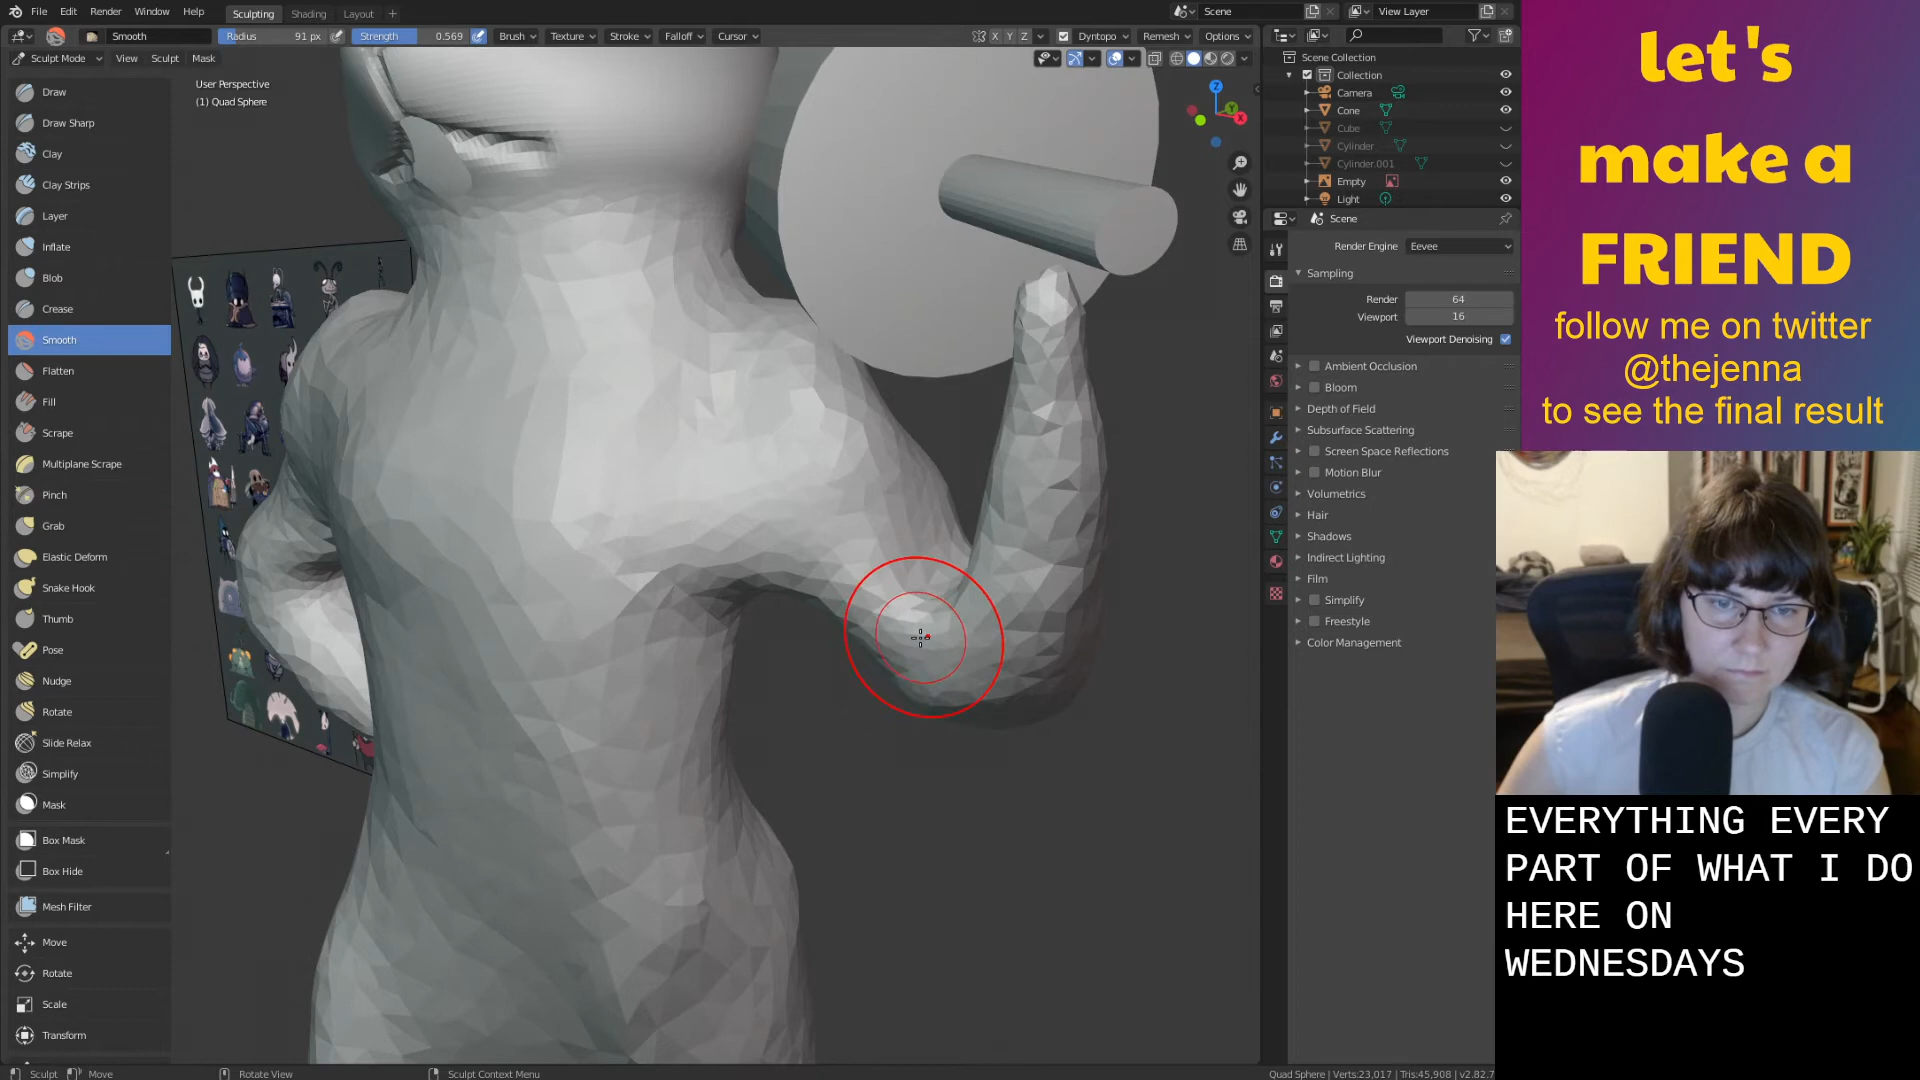 File Edit Render Window Help Sculpting Shading Layout + Scene View Layer
Smooth Radius 91 px Strength 0.569 Brush Texture Stroke Falloff Cursor X Y Z Dyntopo Remesh Options
Sculpt Mode View Sculpt Mask
User Perspective
(1) Quad Sphere
Draw
Draw Sharp
Clay
Clay Strips
Layer
Inflate
Blob
Crease
Smooth
Flatten
Fill
Scrape
Multiplane Scrape
Pinch
Grab
Elastic Deform
Snake Hook
Thumb
Pose
Nudge
Rotate
Slide Relax
Simplify
Mask
Box Mask
Box Hide
Mesh Filter
Move
Rotate
Scale
Transform
Z
Y
X
Scene Collection
Collection
Camera
Cone
Cube
Cylinder
Cylinder.001
Empty
Light
Scene
Render Engine Eevee
Sampling
Render 64
Viewport 16
Viewport Denoising
Ambient Occlusion
Bloom
Depth of Field
Subsurface Scattering
Screen Space Reflections
Motion Blur
Volumetrics
Hair
Shadows
Indirect Lighting
Film
Simplify
Freestyle
Color Management
let's
make a
FRIEND
follow me on twitter
@thejenna
to see the final result
EVERYTHING EVERY
PART OF WHAT I DO
HERE ON
WEDNESDAYS
Sculpt Move Rotate View Sculpt Context Menu Quad Sphere | Verts:23,017 | Tris:45,908 | v2.82.7